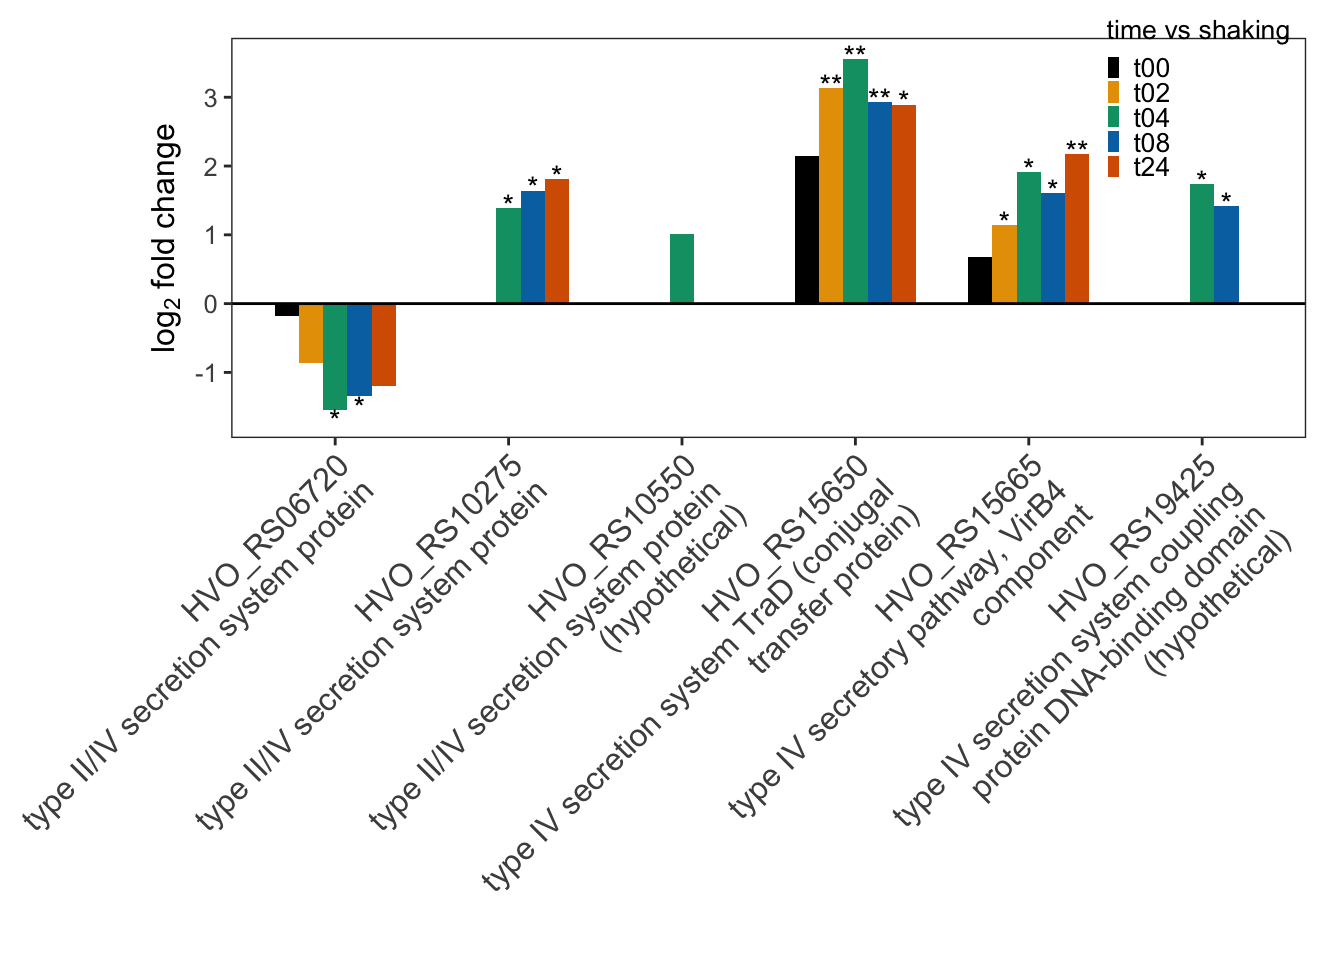 time vs shaking
t00
t02
t04
t08
t24
log2 fold change
3
2
1
0
-1
**
**
**
*
*
*
*
*
*
*
**
*
*
*
*
HVO_RS06720
type II/IV secretion system protein
HVO_RS10275
type II/IV secretion system protein
HVO_RS10550
type II/IV secretion system protein
(hypothetical)
HVO_RS15650
type IV secretion system TraD (conjugal
transfer protein)
HVO_RS15665
type IV secretory pathway, VirB4
component
HVO_RS19425
type IV secretion system coupling
protein DNA-binding domain
(hypothetical)